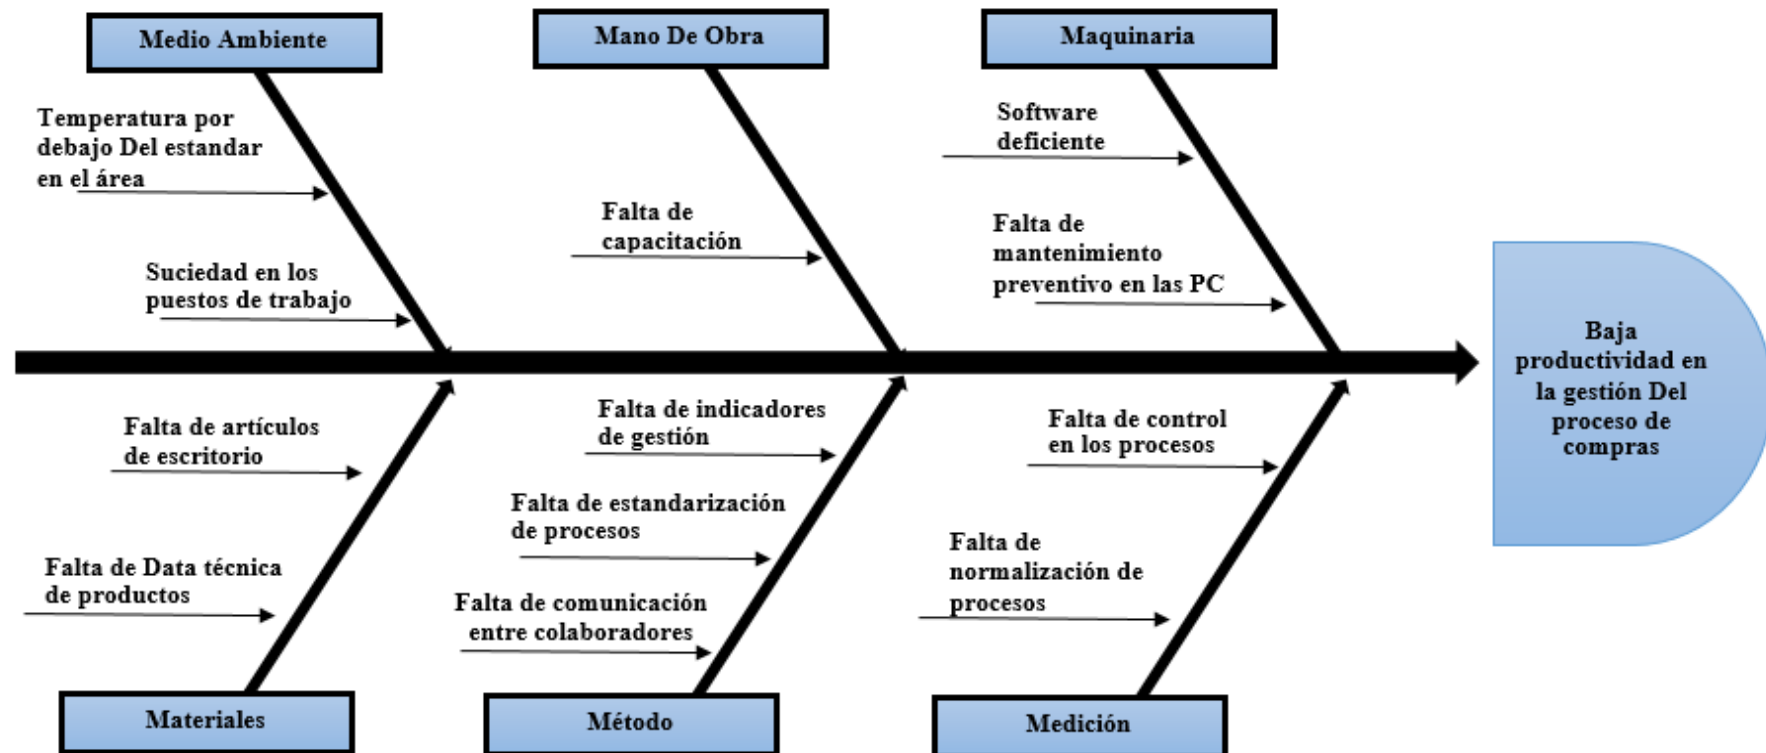 Medio Ambiente
Mano De Obra
Maquinaria
Temperatura por
debajo Del estandar
en el área
Suciedad en los
puestos de trabajo
Falta de
capacitación
Software
deficiente
Falta de
mantenimiento
preventivo en las PC
Baja
productividad en
la gestión Del
proceso de
compras
Falta de artículos
de escritorio
Falta de Data técnica
de productos
Falta de indicadores
de gestión
Falta de estandarización
de procesos
Falta de comunicación
entre colaboradores
Falta de control
en los procesos
Falta de
normalización de
procesos
Materiales
Método
Medición